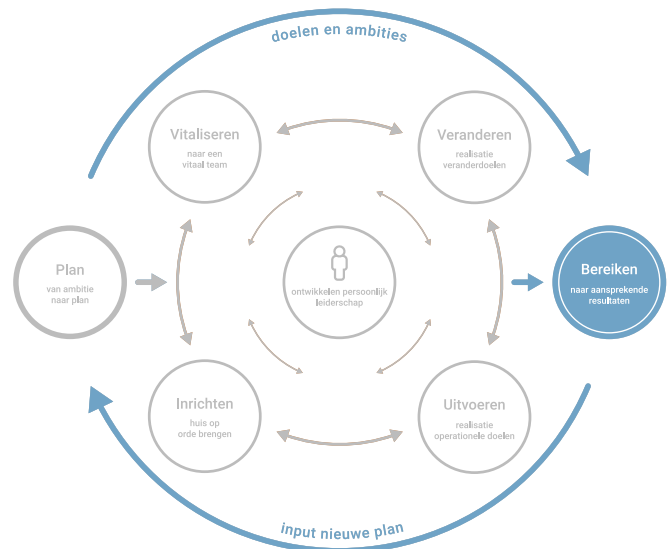 doelen en ambities
Vitaliseren
naar een
vitaal team
Veranderen
realisatie
veranderdoelen
Plan
van ambitie
naar plan
ontwikkelen persoonlijk
leiderschap
Bereiken
naar aansprekende
resultaten
Inrichten
huis op
orde brengen
Uitvoeren
realisatie
operationele doelen
input nieuwe plan